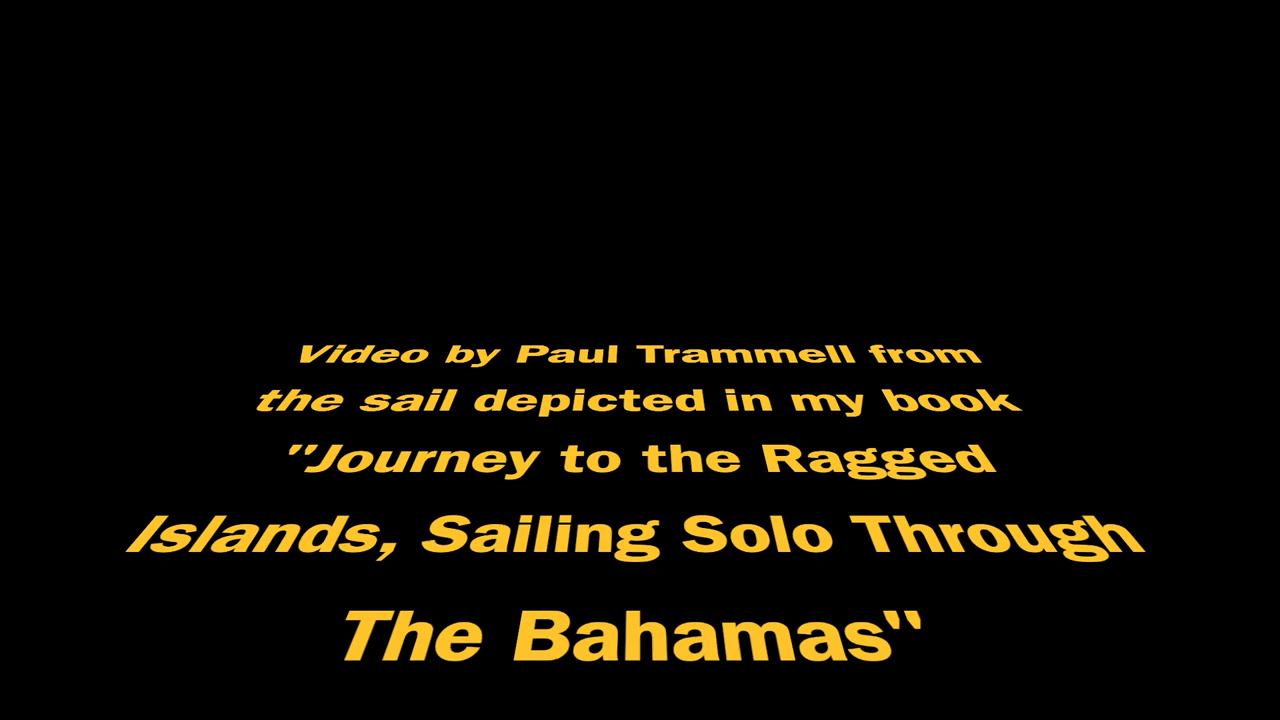 Video by Paul Trammell from
the sail depicted in my book
"Journey to the Ragged
Islands, Sailing Solo Through
The Bahamas"